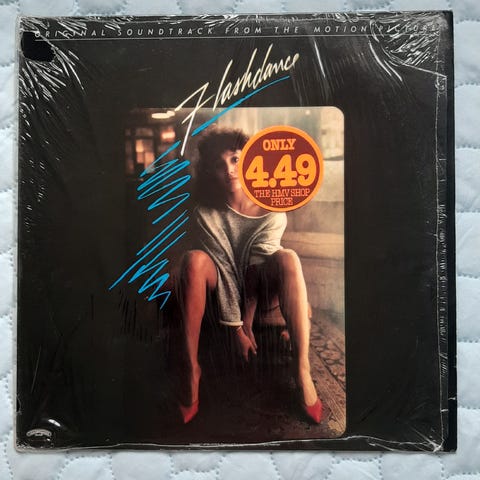 ORIGINAL SOUNDTRACK FROM THE MOTION PICTURE
Flashdance
ONLY
4.49
THE HMV SHOP
PRICE